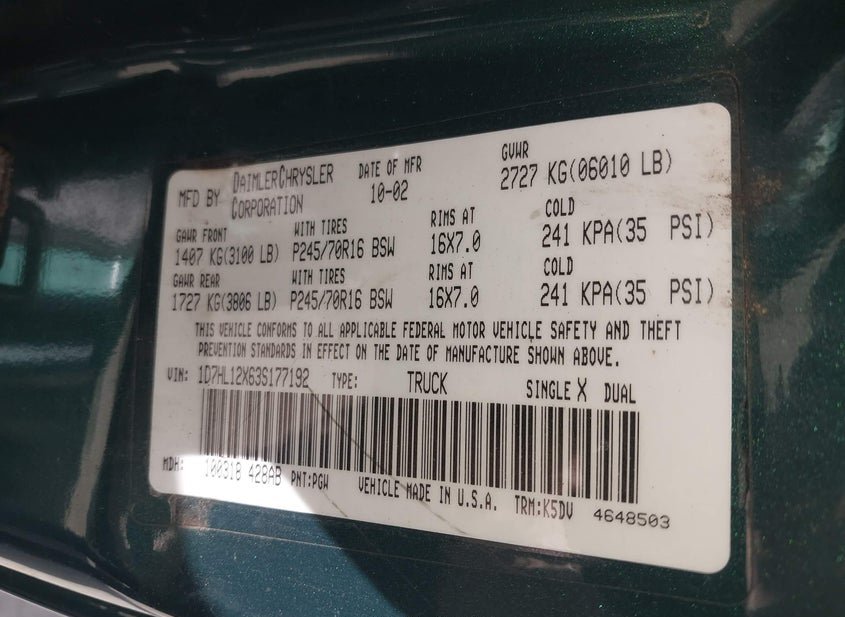 MFD BY DAIMLERCHRYSLER CORPORATION DATE OF MFR 10-02 GVWR 2727 KG(06010 LB)
GAWR FRONT WITH TIRES RIMS AT COLD
1407 KG(3100 LB) P245/70R16 BSW 16X7.0 241 KPA(35 PSI)
GAWR REAR WITH TIRES RIMS AT COLD
1727 KG(3806 LB) P245/70R16 BSW 16X7.0 241 KPA(35 PSI)
THIS VEHICLE CONFORMS TO ALL APPLICABLE FEDERAL MOTOR VEHICLE SAFETY AND THEFT
PREVENTION STANDARDS IN EFFECT ON THE DATE OF MANUFACTURE SHOWN ABOVE.
VIN: 1D7HL12X63S177192 TYPE: TRUCK SINGLE X DUAL
MDH: 100318 428AB PNT:PGW VEHICLE MADE IN U.S.A. TRM:K5DV 4648503